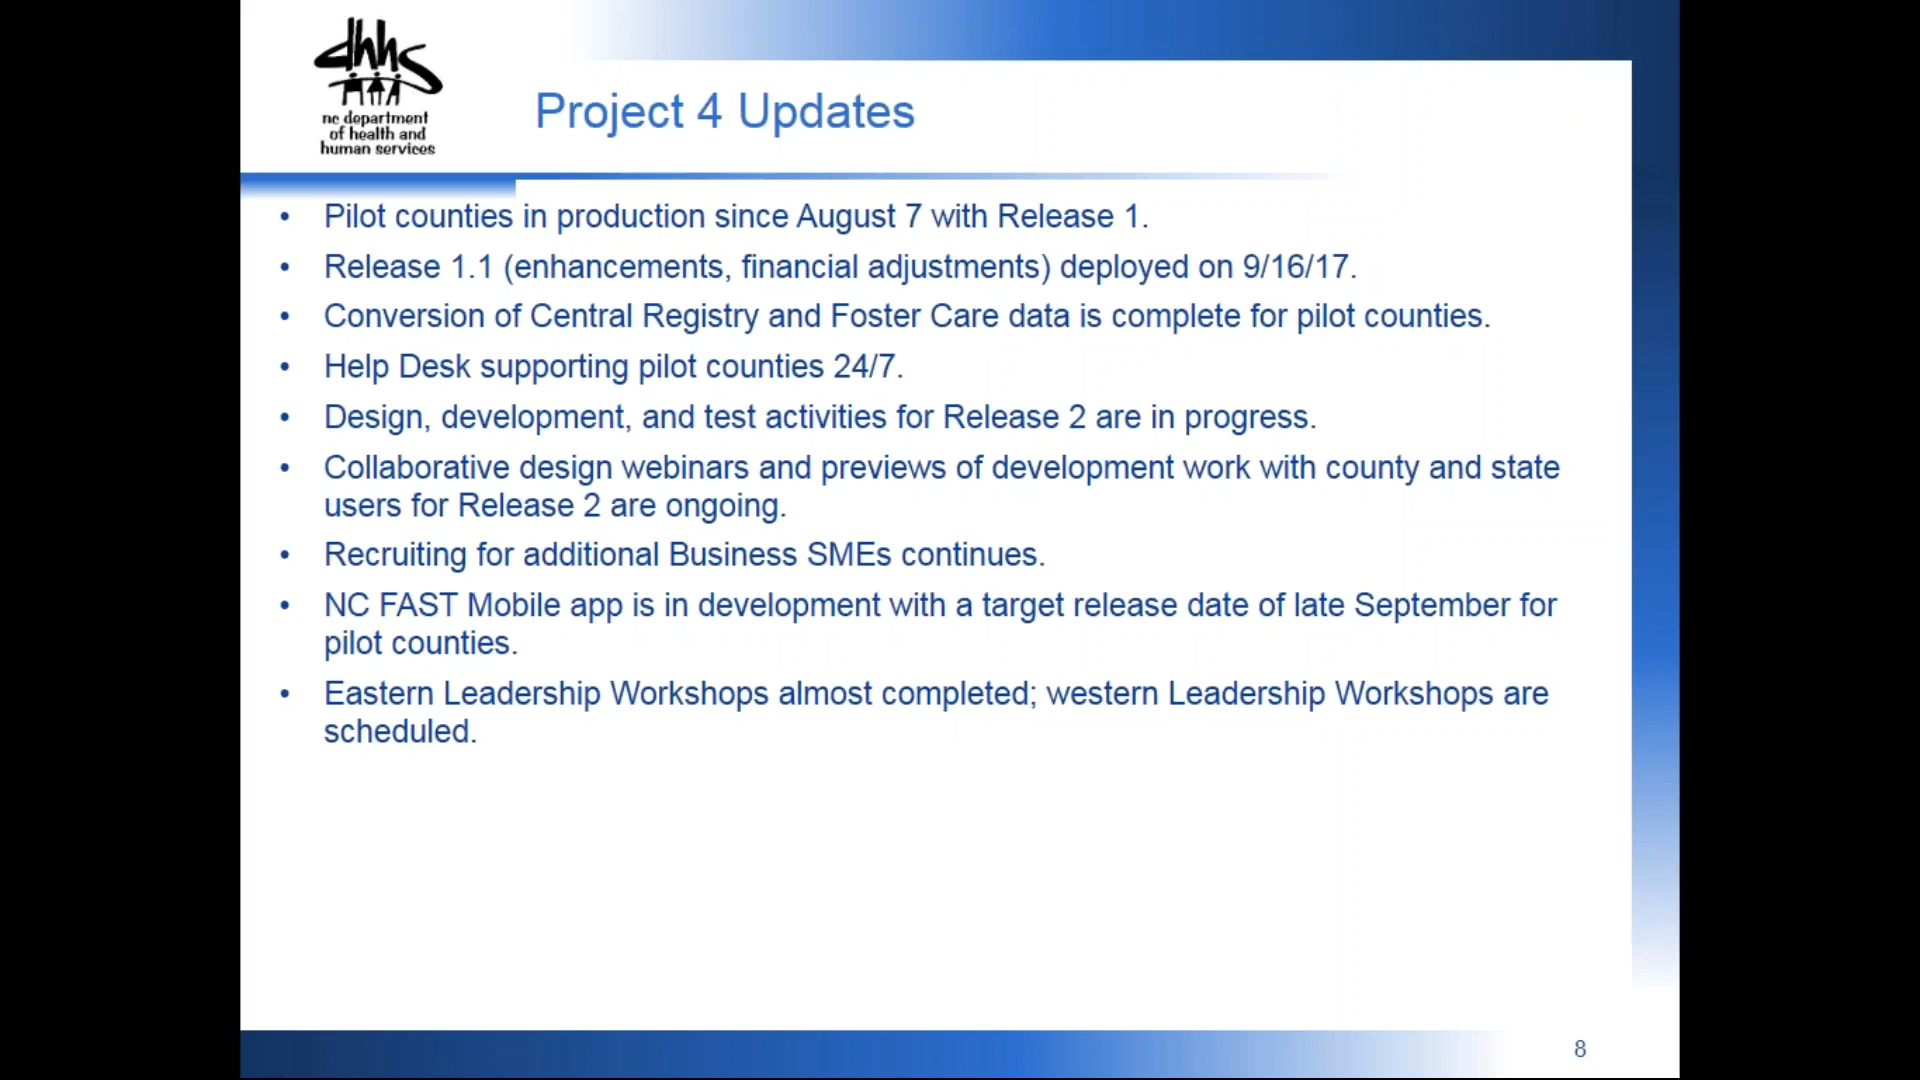 dhhs
nc department
of health and
human services
Project 4 Updates
• Pilot counties in production since August 7 with Release 1.
• Release 1.1 (enhancements, financial adjustments) deployed on 9/16/17.
• Conversion of Central Registry and Foster Care data is complete for pilot counties.
• Help Desk supporting pilot counties 24/7.
• Design, development, and test activities for Release 2 are in progress.
• Collaborative design webinars and previews of development work with county and state
users for Release 2 are ongoing.
• Recruiting for additional Business SMEs continues.
• NC FAST Mobile app is in development with a target release date of late September for
pilot counties.
• Eastern Leadership Workshops almost completed; western Leadership Workshops are
scheduled.
8